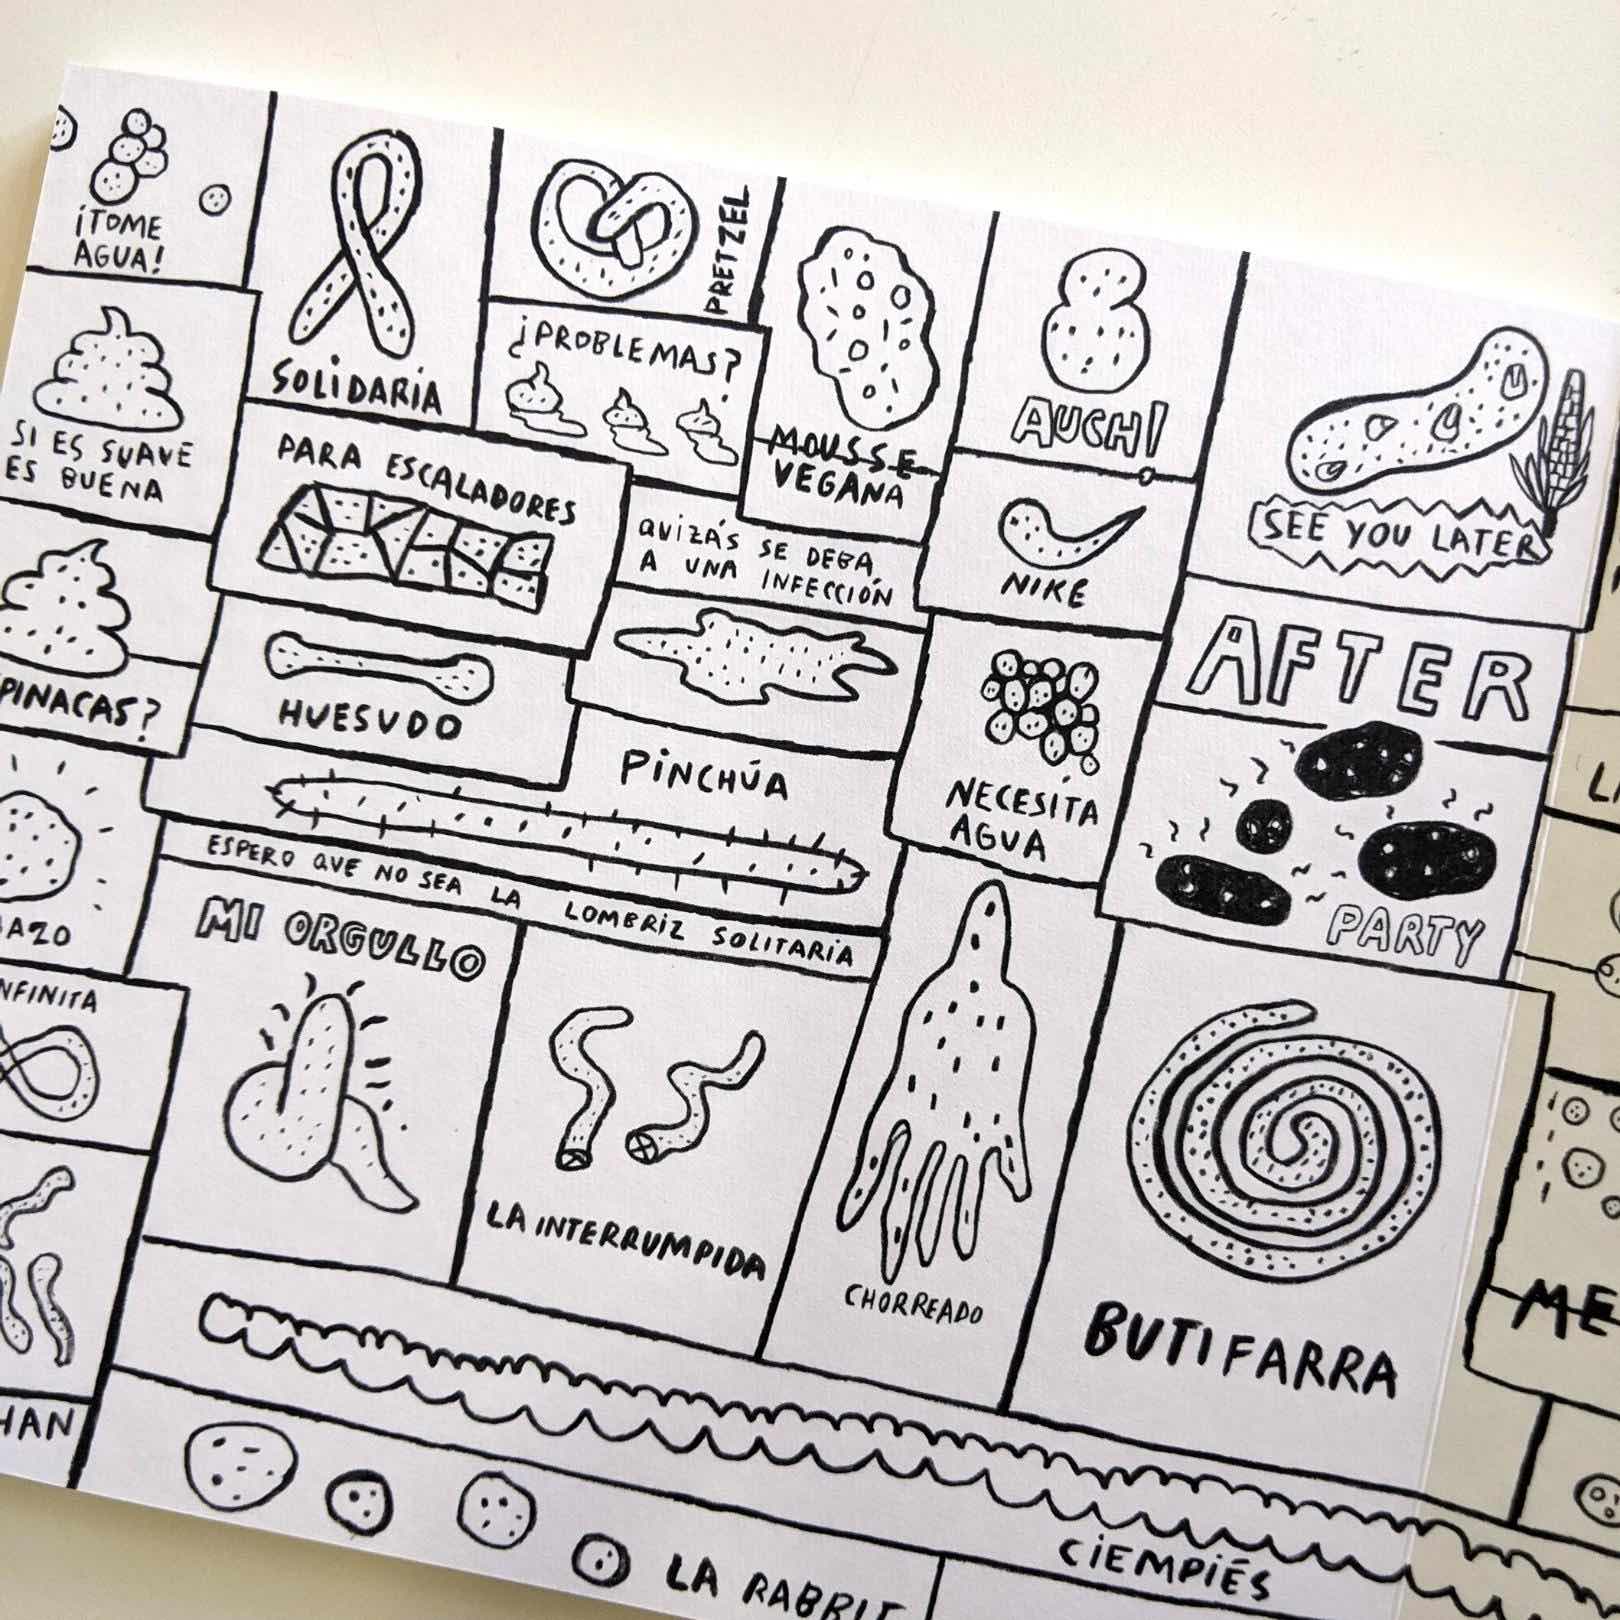 ¡TOME
AGUA!
SOLIDARIA
PRETZEL
¿PROBLEMAS?
MOUSSE
VEGANA
AUCH!
SEE YOU LATER
SI ES SUAVE
ES BUENA
PARA ESCALADORES
QUIZÁS SE DEBA
A UNA INFECCIÓN
NIKE
AFTER
PARTY
PINACAS?
HUESUDO
PINCHÚA
NECESITA
AGUA
ESPERO QUE NO SEA LA LOMBRIZ SOLITARIA
AZO
NFINITA
MI ORGULLO
LA INTERRUMPIDA
CHORREADO
BUTIFARRA
ME
HAN
CIEMPIÉS
LA RABBIT